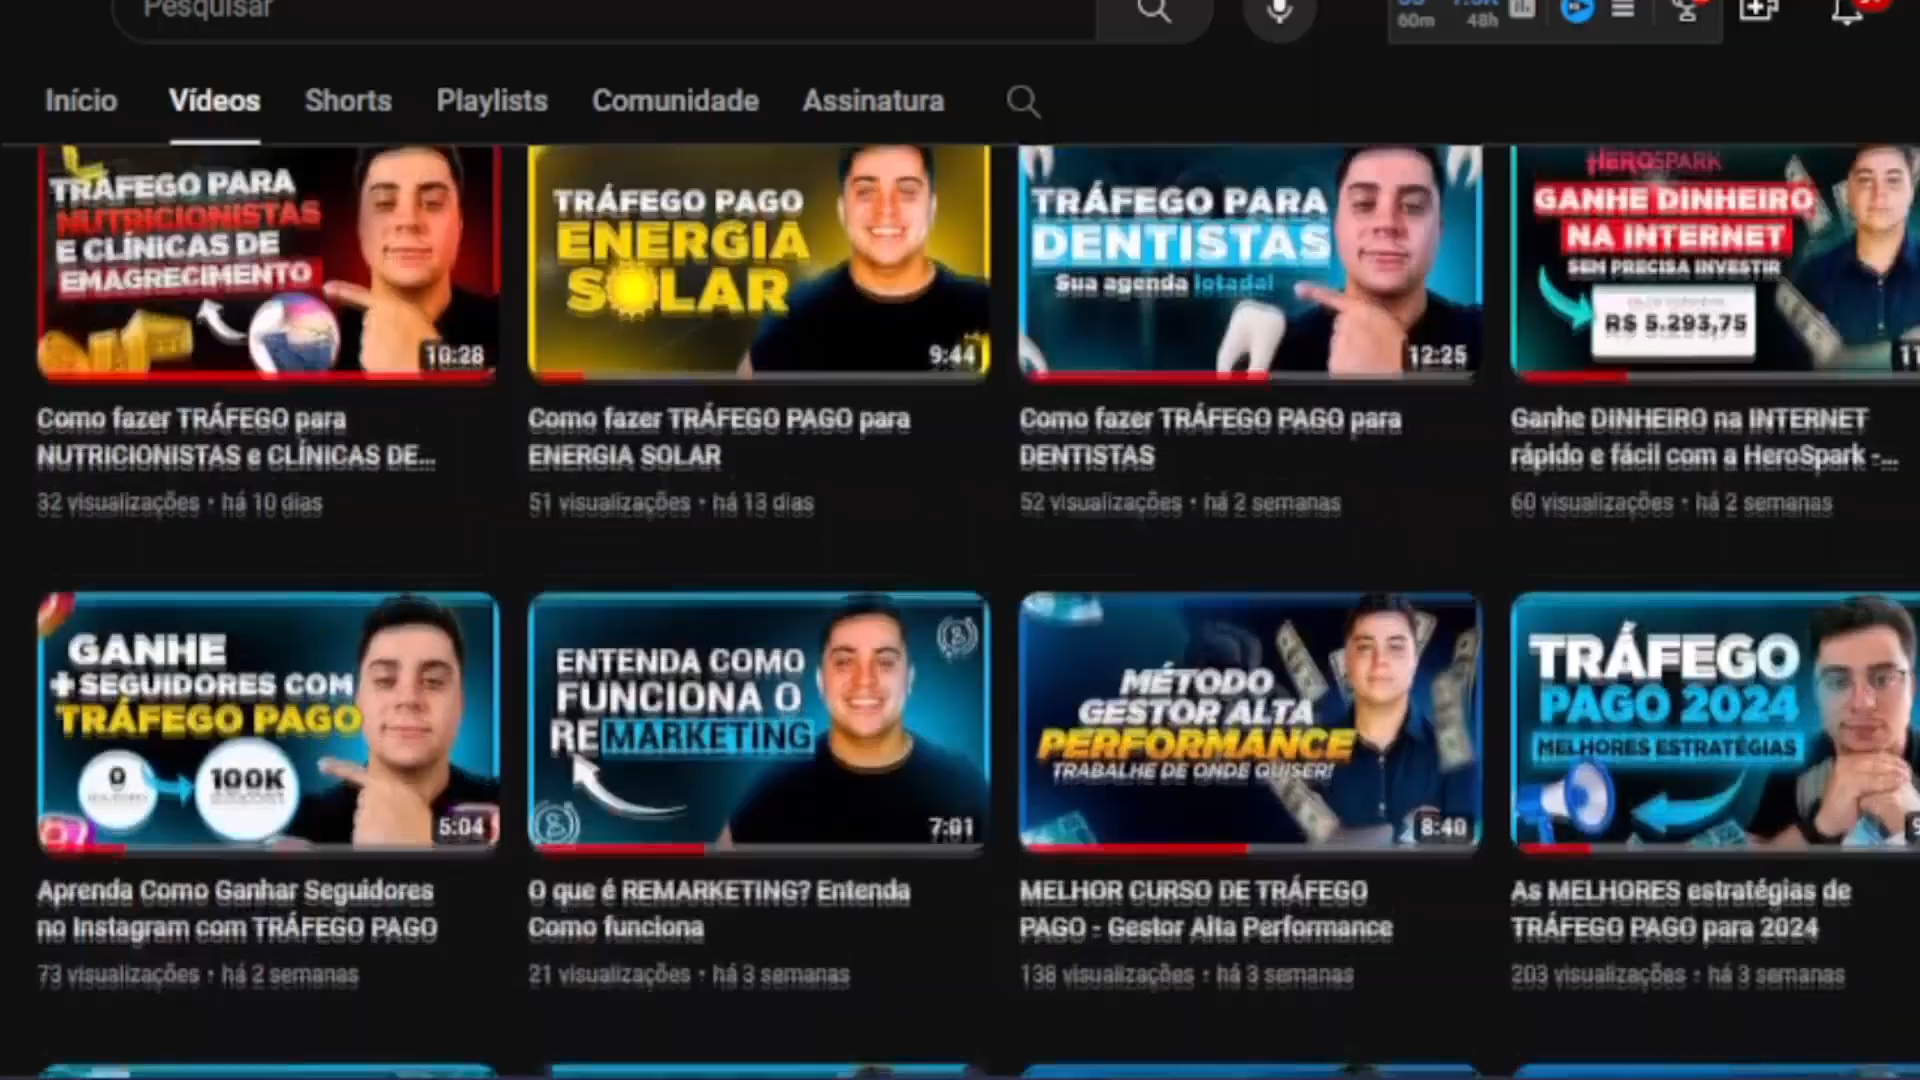 Pesquisar
60m
48h
Início
Vídeos
Shorts
Playlists
Comunidade
Assinatura
TRÁFEGO PARA
NUTRICIONISTAS
E CLÍNICAS DE
EMAGRECIMENTO
10:28
Como fazer TRÁFEGO para
NUTRICIONISTAS e CLÍNICAS DE...
32 visualizações • há 10 dias
TRÁFEGO PAGO
ENERGIA
SOLAR
9:44
Como fazer TRÁFEGO PAGO para
ENERGIA SOLAR
51 visualizações • há 13 dias
TRÁFEGO PARA
DENTISTAS
Sua agenda lotada!
12:25
Como fazer TRÁFEGO PAGO para
DENTISTAS
52 visualizações • há 2 semanas
HEROSPARK
GANHE DINHEIRO
NA INTERNET
SEM PRECISA INVESTIR
R$ 5.293,75
Ganhe DINHEIRO na INTERNET
rápido e fácil com a HeroSpark -...
60 visualizações • há 2 semanas
GANHE
+ SEGUIDORES COM
TRÁFEGO PAGO
0
100K
5:04
Aprenda Como Ganhar Seguidores
no Instagram com TRÁFEGO PAGO
73 visualizações • há 2 semanas
ENTENDA COMO
FUNCIONA O
REMARKETING
7:01
O que é REMARKETING? Entenda
Como funciona
21 visualizações • há 3 semanas
MÉTODO
GESTOR ALTA
PERFORMANCE
TRABALHE DE ONDE QUISER!
8:40
MELHOR CURSO DE TRÁFEGO
PAGO - Gestor Alta Performance
138 visualizações • há 3 semanas
TRÁFEGO
PAGO 2024
MELHORES ESTRATÉGIAS
As MELHORES estratégias de
TRÁFEGO PAGO para 2024
203 visualizações • há 3 semanas